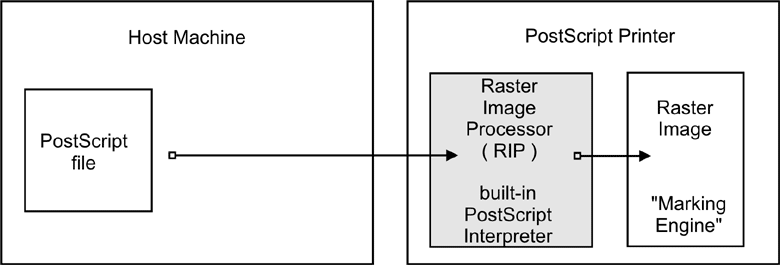 Host Machine
PostScript
file
PostScript Printer
Raster
Image
Processor
( RIP )
built-in
PostScript
Interpreter
Raster
Image
"Marking
Engine"